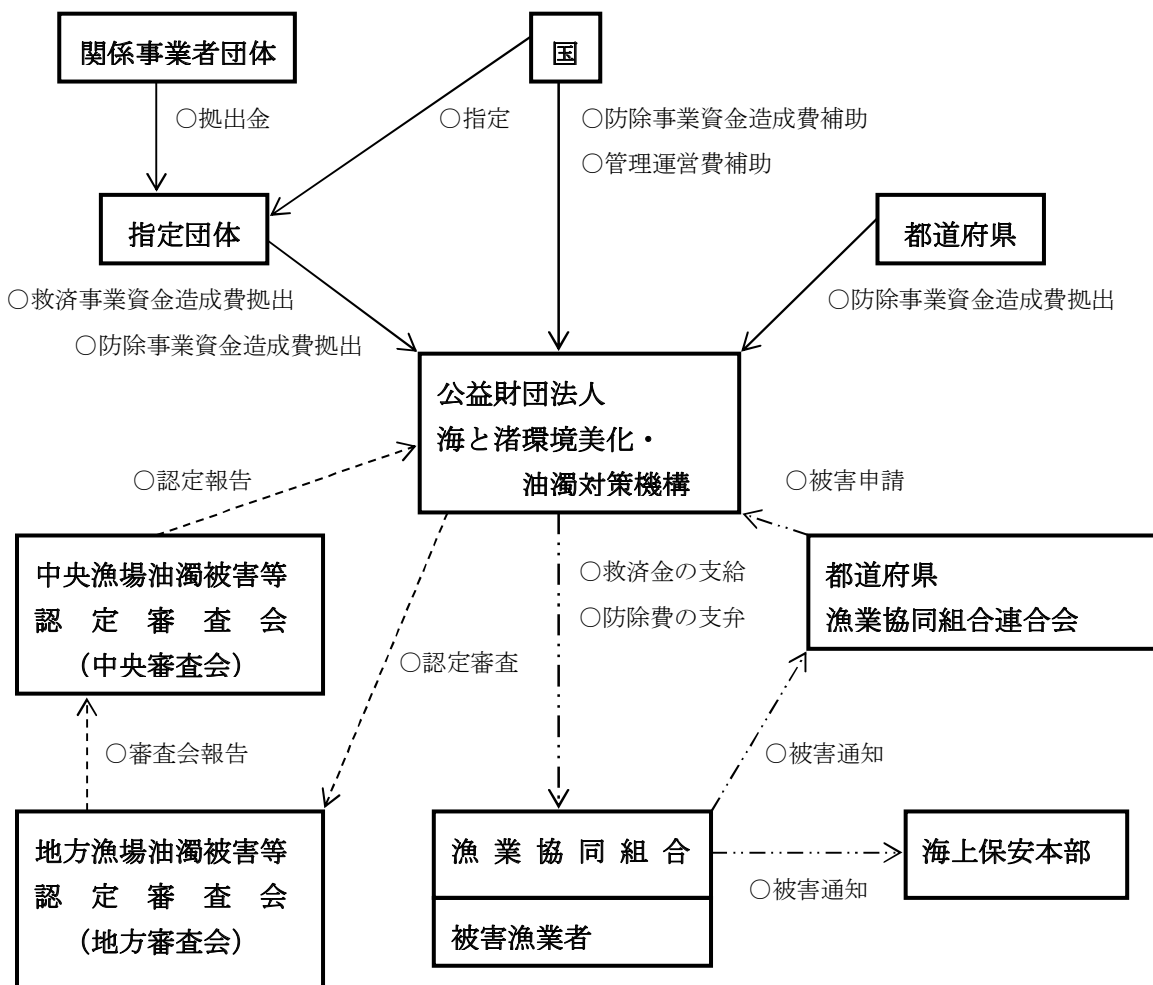 関係事業者団体
国
○拠出金
○指定
○防除事業資金造成費補助
○管理運営費補助
指定団体
都道府県
○救済事業資金造成費拠出
○防除事業資金造成費拠出
○防除事業資金造成費拠出
公益財団法人
海と渚環境美化・
油濁対策機構
○認定報告
○被害申請
中央漁場油濁被害等
認　定　審　査　会
（中央審査会）
○救済金の支給
○防除費の支弁
都道府県
漁業協同組合連合会
○認定審査
○審査会報告
○被害通知
地方漁場油濁被害等
認　定　審　査　会
（地方審査会）
漁 業 協 同 組 合
被害漁業者
○被害通知
海上保安本部